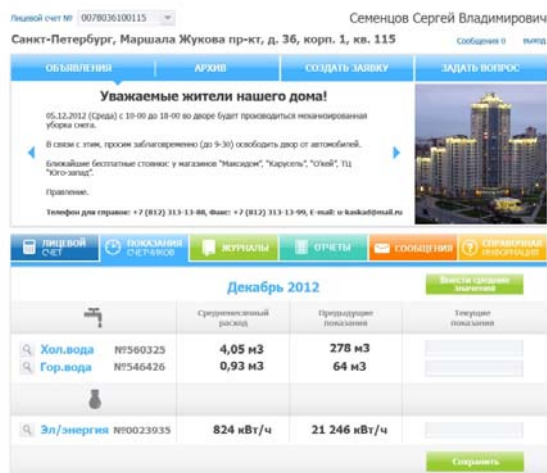 Лицевой счет № 0078036100115
Семенцов Сергей Владимирович
Санкт-Петербург, Маршала Жукова пр-кт, д. 36, корп. 1, кв. 115
Сообщения 0 выход
ОБЪЯВЛЕНИЯ АРХИВ СОЗДАТЬ ЗАЯВКУ ЗАДАТЬ ВОПРОС
Уважаемые жители нашего дома!
05.12.2012 (Среда) с 10-00 до 18-00 во дворе будет производиться механизированная
уборка снега.
В связи с этим, просим заблаговременно (до 9-30) освободить двор от автомобилей.
Ближайшие бесплатные стоянки: у магазинов "Максидом", "Карусель", "О'кей", ТЦ
"Юго-запад".
Правление.
Телефон для справок: +7 (812) 313-13-88, Факс: +7 (812) 313-13-99, E-mail: u-kaskad@mail.ru
ЛИЦЕВОЙ СЧЕТ
ПОКАЗАНИЯ СЧЕТЧИКОВ
ЖУРНАЛЫ
ОТЧЕТЫ
СООБЩЕНИЯ
СПРАВОЧНАЯ ИНФОРМАЦИЯ
Декабрь 2012
Внести средние
значения
Среднемесячный расход
Предыдущие показания
Текущие показания
Хол.вода №560325 4,05 м3 278 м3
Гор.вода №546426 0,93 м3 64 м3
Эл/энергия №0023935 824 кВт/ч 21 246 кВт/ч
Сохранить